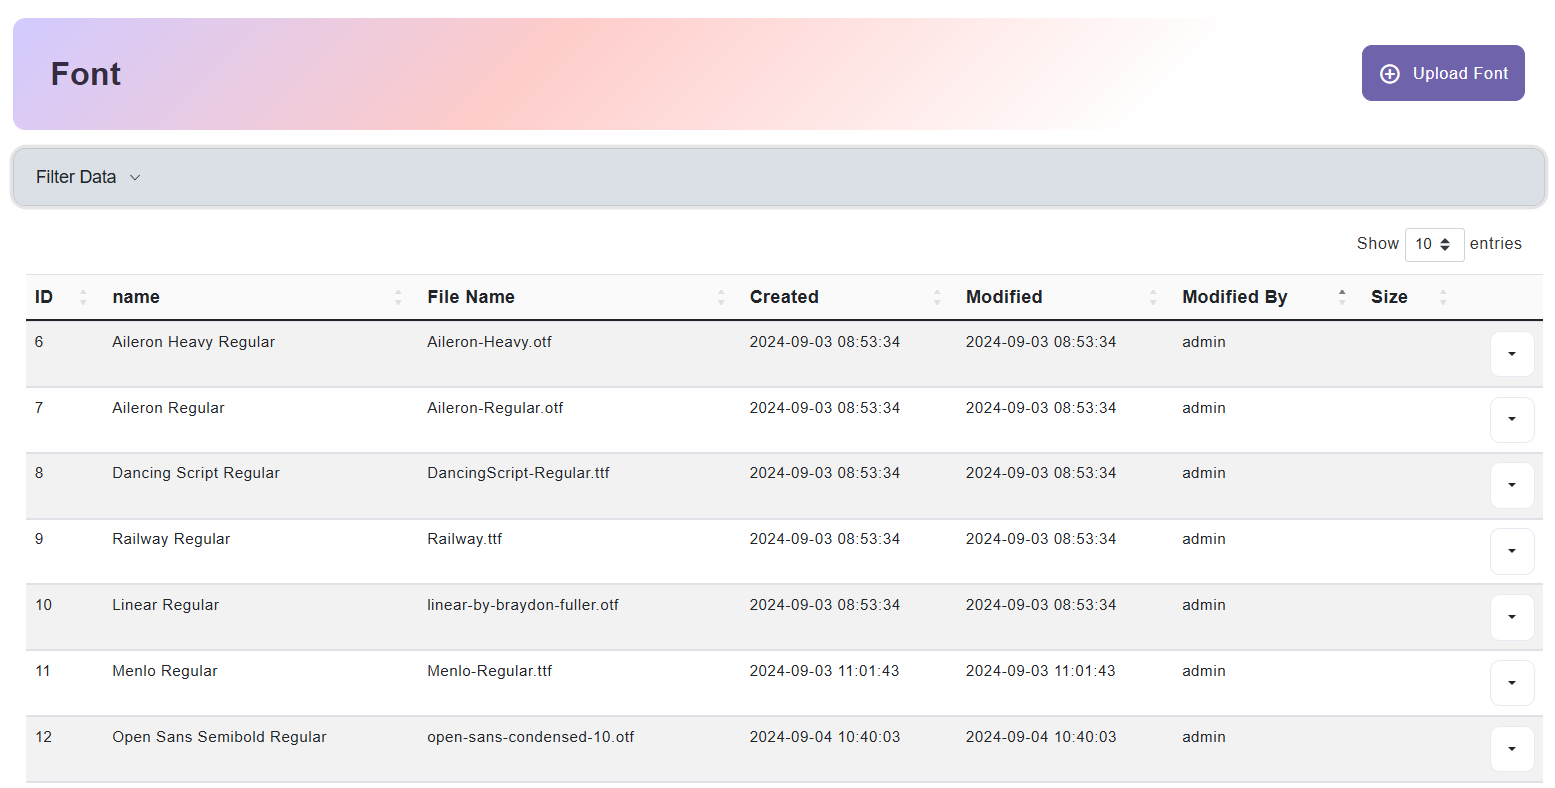 Font
Upload Font
Filter Data
Show 10 entries
ID name File Name Created Modified Modified By Size
6 Aileron Heavy Regular Aileron-Heavy.otf 2024-09-03 08:53:34 2024-09-03 08:53:34 admin
7 Aileron Regular Aileron-Regular.otf 2024-09-03 08:53:34 2024-09-03 08:53:34 admin
8 Dancing Script Regular DancingScript-Regular.ttf 2024-09-03 08:53:34 2024-09-03 08:53:34 admin
9 Railway Regular Railway.ttf 2024-09-03 08:53:34 2024-09-03 08:53:34 admin
10 Linear Regular linear-by-braydon-fuller.otf 2024-09-03 08:53:34 2024-09-03 08:53:34 admin
11 Menlo Regular Menlo-Regular.ttf 2024-09-03 11:01:43 2024-09-03 11:01:43 admin
12 Open Sans Semibold Regular open-sans-condensed-10.otf 2024-09-04 10:40:03 2024-09-04 10:40:03 admin